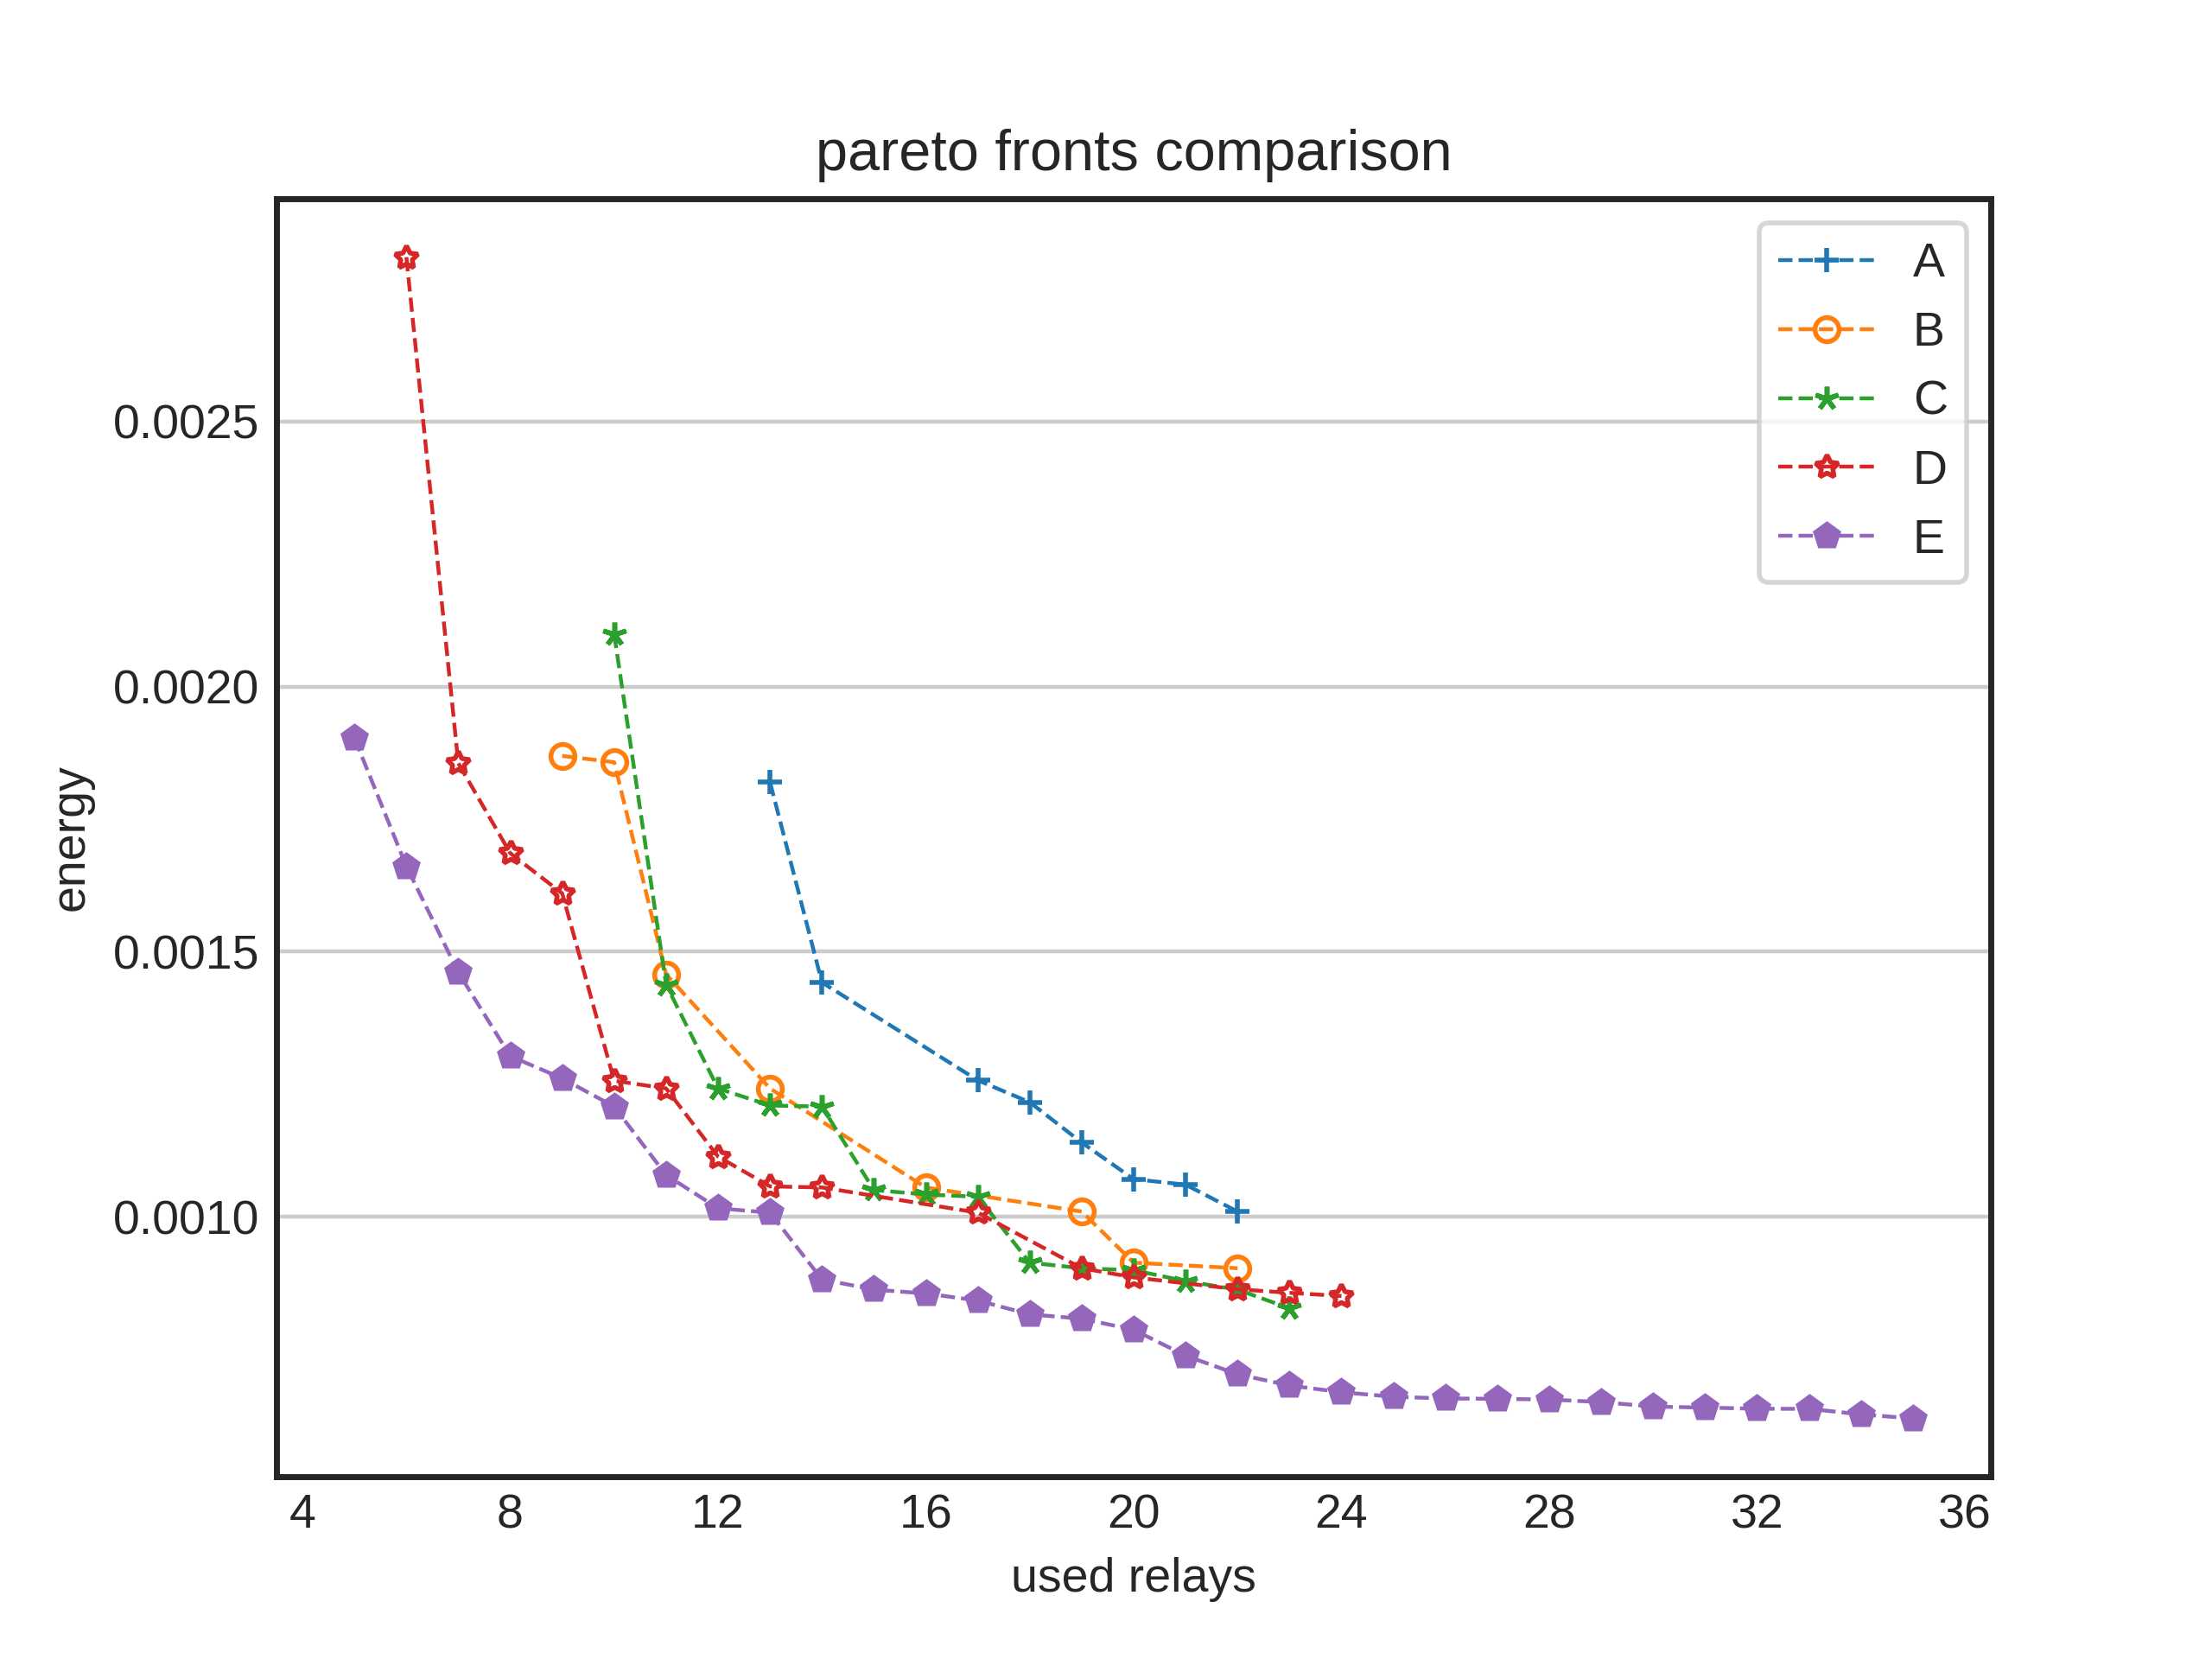 pareto fronts comparison
A
B
C
D
E
0.0025
0.0020
0.0015
0.0010
energy
4 8 12 16 20 24 28 32 36
used relays